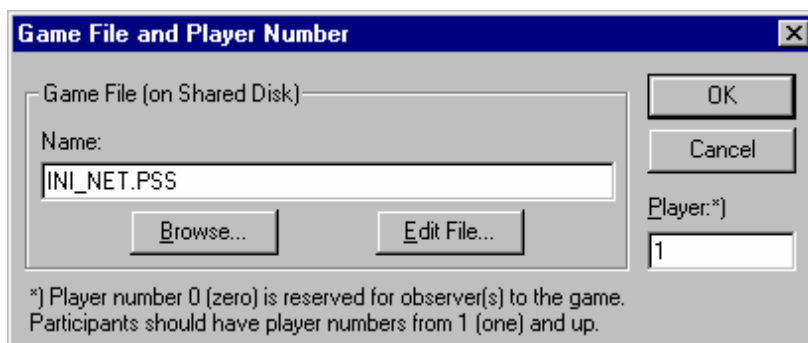 Game File and Player Number
Game File (on Shared Disk)
OK
Name:
Cancel
INI_NET.PSS
Player:*)
Browse...
Edit File...
1
*) Player number 0 (zero) is reserved for observer(s) to the game.
Participants should have player numbers from 1 (one) and up.